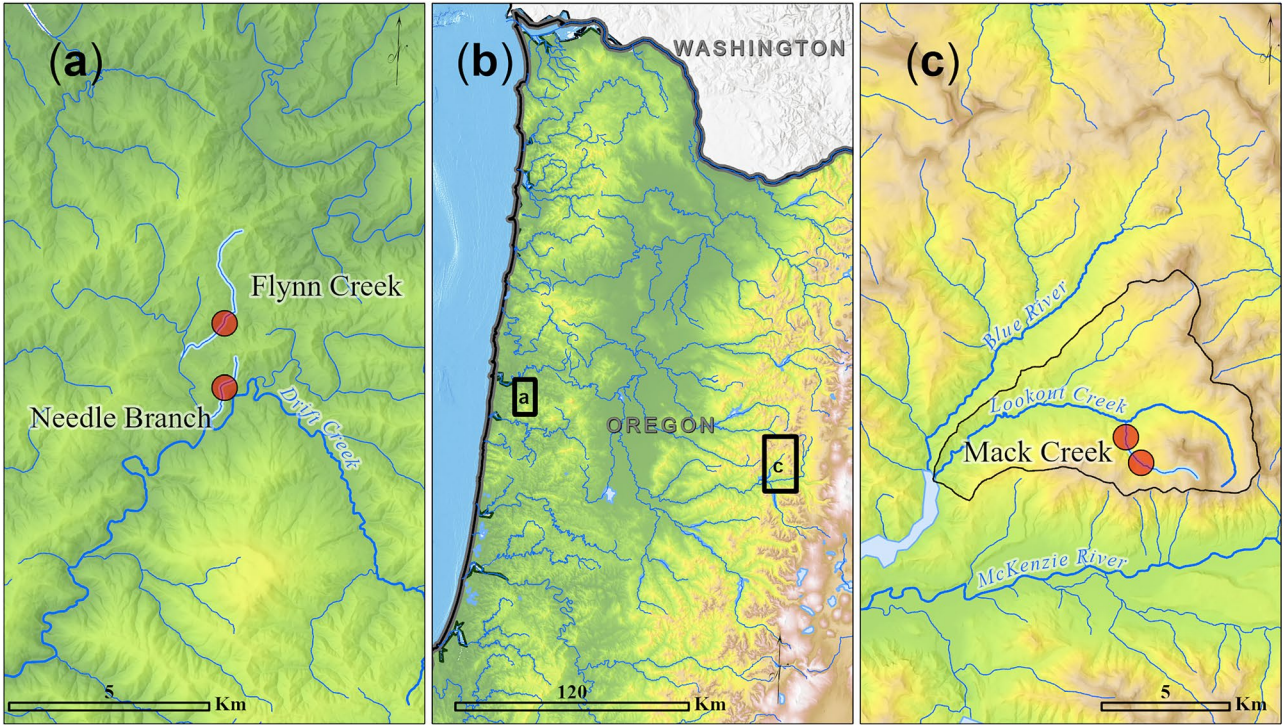 (a)
Flynn Creek
Needle Branch
Drift Creek
5
Km
(b)
WASHINGTON
a
OREGON
c
120
Km
(c)
Blue River
Lookout Creek
Mack Creek
McKenzie River
5
Km